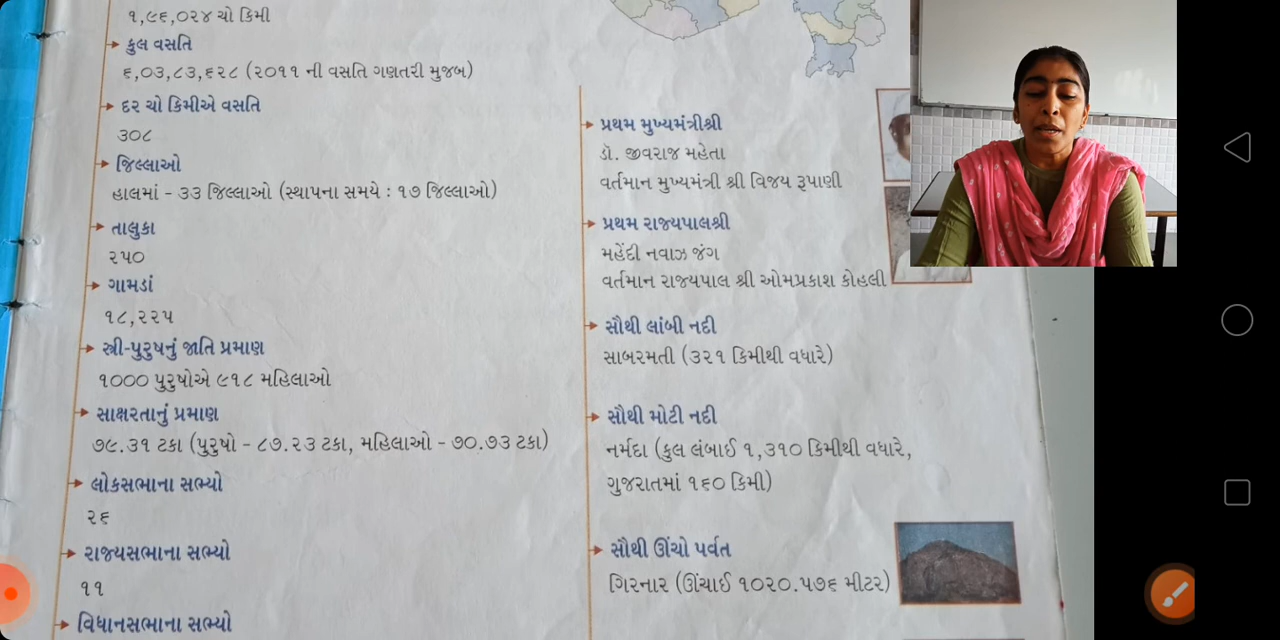 ૧,૯૬,૦૨૪ ચો કિમી
કુલ વસતિ
૬,૦૩,૮૩,૬૨૮ (૨૦૧૧ ની વસતિ ગણતરી મુજબ)
દર ચો કિમીએ વસતિ
૩૦૮
જિલ્લાઓ
હાલમાં - ૩૩ જિલ્લાઓ (સ્થાપના સમયે : ૧૭ જિલ્લાઓ)
તાલુકા
૨૫૦
ગામડાં
૧૮,૨૨૫
સ્ત્રી-પુરુષનું જાતિ પ્રમાણ
૧૦૦૦ પુરુષોએ ૯૧૮ મહિલાઓ
સાક્ષરતાનું પ્રમાણ
૭૯.૩૧ ટકા (પુરુષો - ૮૭.૨૩ ટકા, મહિલાઓ - ૭૦.૭૩ ટકા)
લોકસભાના સભ્યો
૨૬
રાજ્યસભાના સભ્યો
૧૧
વિધાનસભાના સભ્યો
પ્રથમ મુખ્યમંત્રીશ્રી
ડૉ. જીવરાજ મહેતા
વર્તમાન મુખ્યમંત્રી શ્રી વિજય રૂપાણી
પ્રથમ રાજ્યપાલશ્રી
મહેંદી નવાઝ જંગ
વર્તમાન રાજ્યપાલ શ્રી ઓમપ્રકાશ કોહલી
સૌથી લાંબી નદી
સાબરમતી (૩૨૧ કિમીથી વધારે)
સૌથી મોટી નદી
નર્મદા (કુલ લંબાઈ ૧,૩૧૦ કિમીથી વધારે,
ગુજરાતમાં ૧૬૦ કિમી)
સૌથી ઊંચો પર્વત
ગિરનાર (ઊંચાઈ ૧૦૨૦.૫૭૬ મીટર)